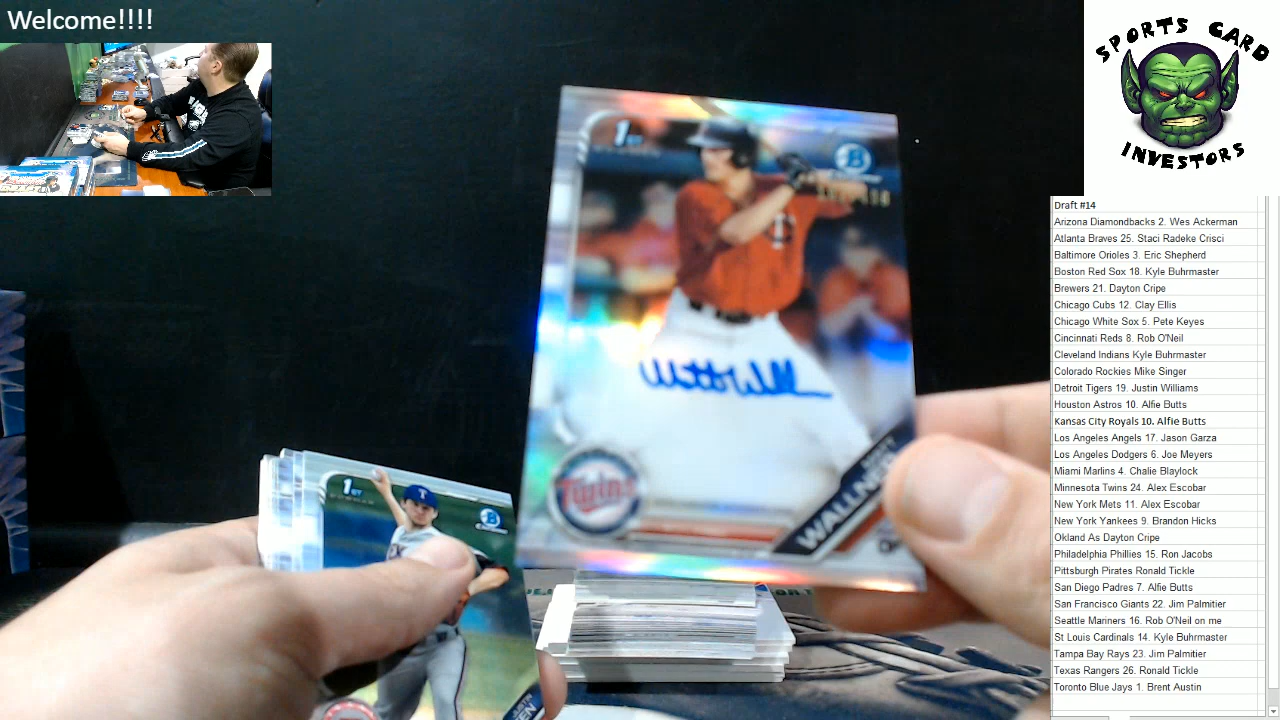 Welcome!!!!
SPORTS CARD
INVESTORS
1ST
B
Twins
WALLNER
1ST
T
Draft #14
Arizona Diamondbacks 2. Wes Ackerman
Atlanta Braves 25. Staci Radeke Crisci
Baltimore Orioles 3. Eric Shepherd
Boston Red Sox 18. Kyle Buhrmaster
Brewers 21. Dayton Cripe
Chicago Cubs 12. Clay Ellis
Chicago White Sox 5. Pete Keyes
Cincinnati Reds 8. Rob O'Neil
Cleveland Indians Kyle Buhrmaster
Colorado Rockies Mike Singer
Detroit Tigers 19. Justin Williams
Houston Astros 10. Alfie Butts
Kansas City Royals 10. Alfie Butts
Los Angeles Angels 17. Jason Garza
Los Angeles Dodgers 6. Joe Meyers
Miami Marlins 4. Chalie Blaylock
Minnesota Twins 24. Alex Escobar
New York Mets 11. Alex Escobar
New York Yankees 9. Brandon Hicks
Okland As Dayton Cripe
Philadelphia Phillies 15. Ron Jacobs
Pittsburgh Pirates Ronald Tickle
San Diego Padres 7. Alfie Butts
San Francisco Giants 22. Jim Palmitier
Seattle Mariners 16. Rob O'Neil on me
St Louis Cardinals 14. Kyle Buhrmaster
Tampa Bay Rays 23. Jim Palmitier
Texas Rangers 26. Ronald Tickle
Toronto Blue Jays 1. Brent Austin